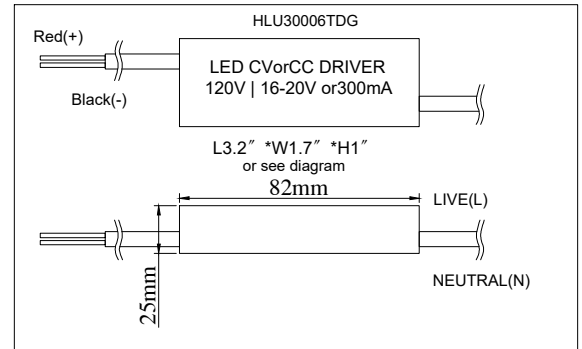 HLU30006TDG
Red(+)
LED CVorCC DRIVER
120V | 16-20V or300mA
Black(-)
L3.2″ *W1.7″ *H1″
or see diagram
82mm
LIVE(L)
25mm
NEUTRAL(N)